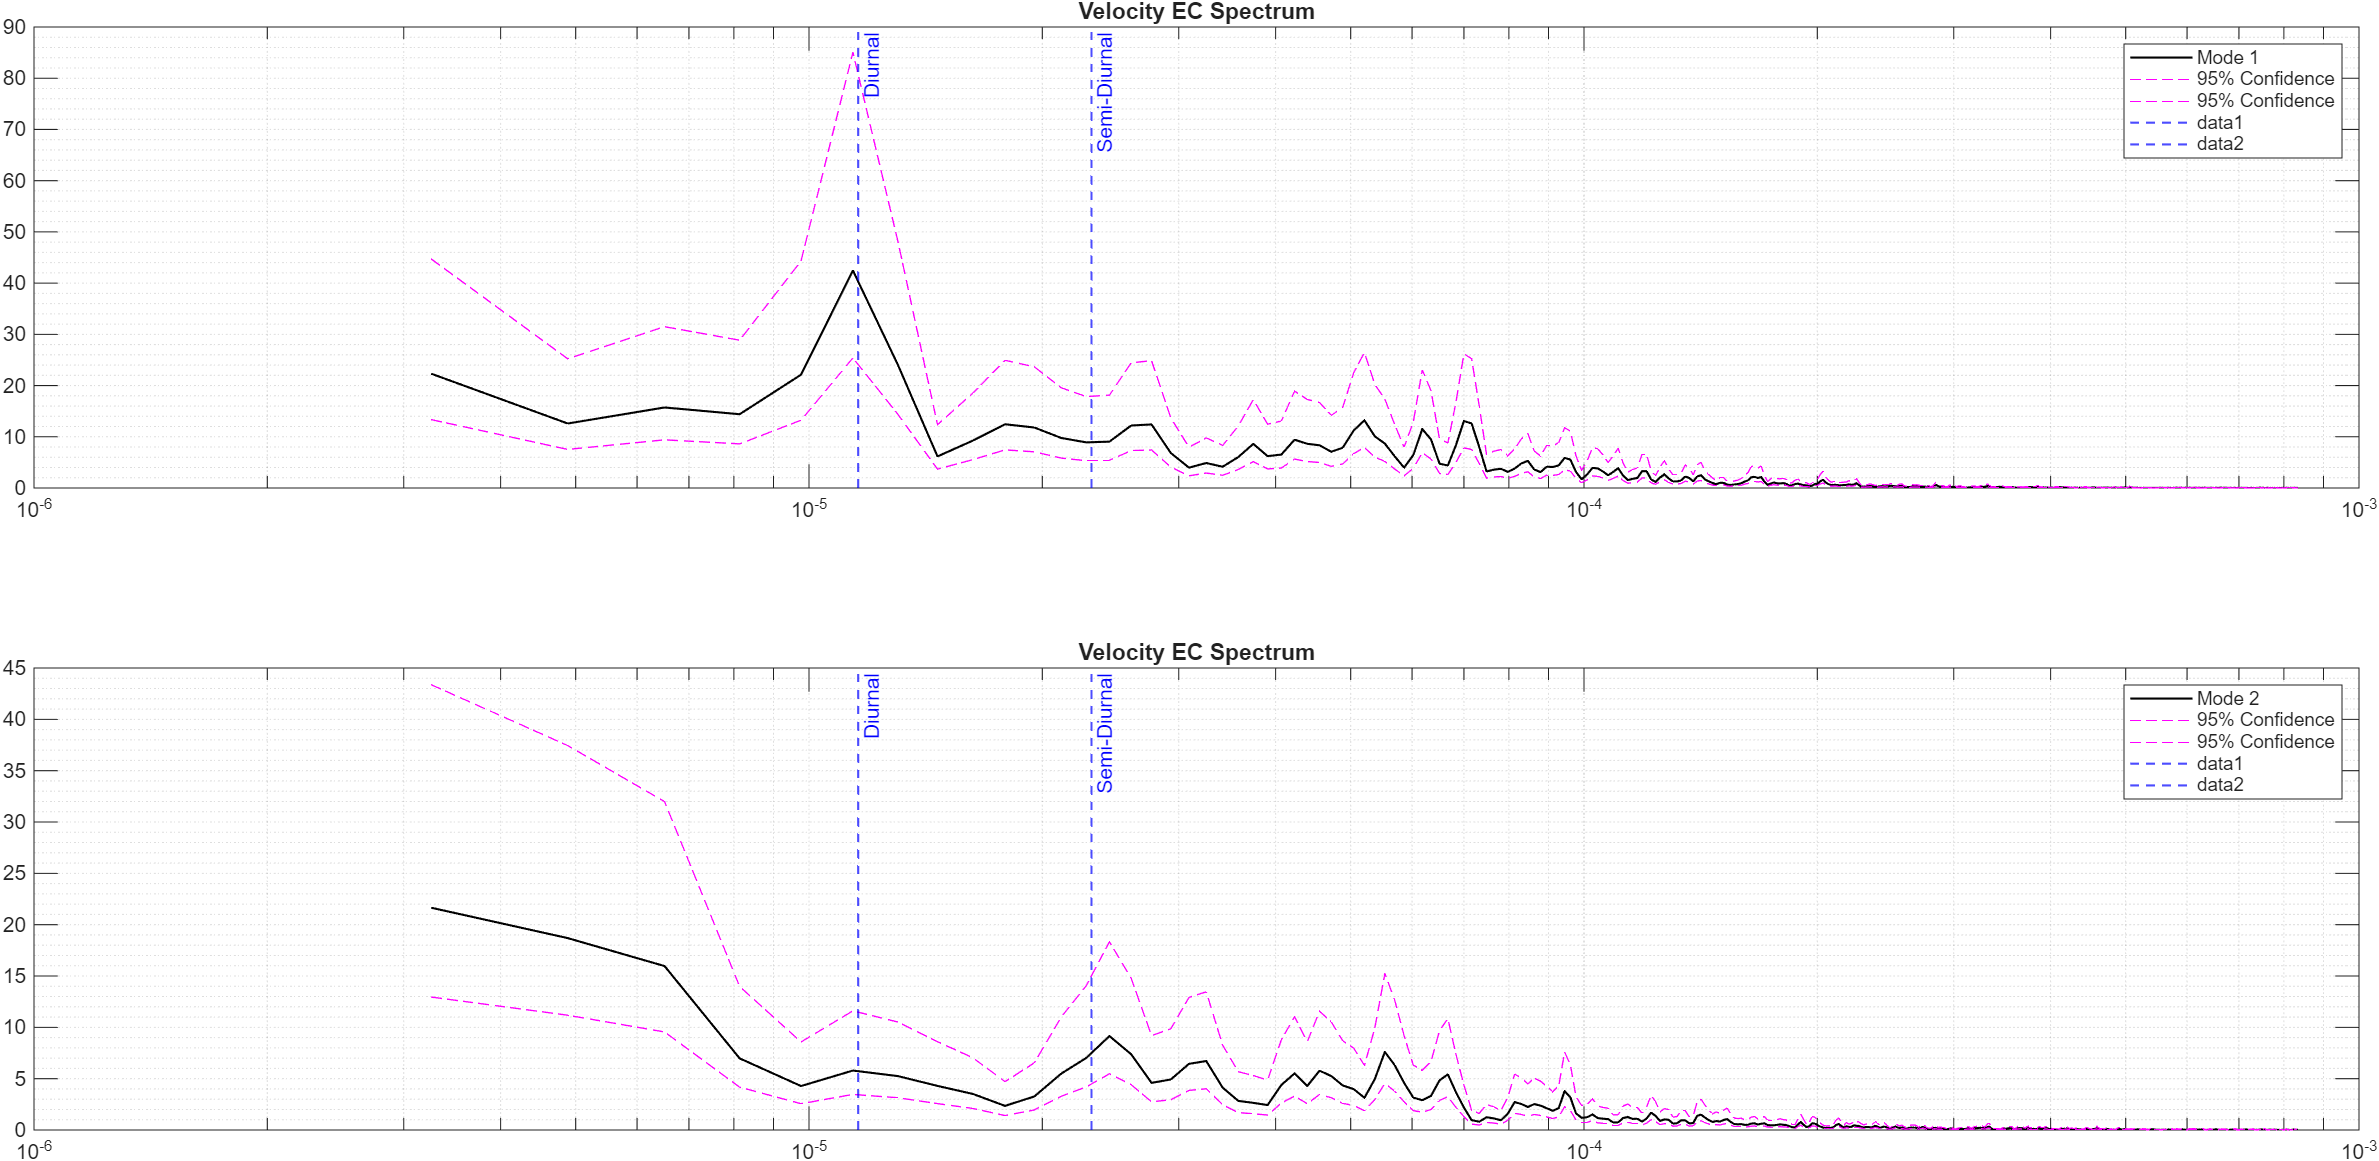 Velocity EC Spectrum
90
80
70
60
50
40
30
20
10
0
Diurnal
Semi-Diurnal
Mode 1
95% Confidence
95% Confidence
data1
data2
10-6 10-5 10-4 10-3
Velocity EC Spectrum
45
40
35
30
25
20
15
10
5
0
Diurnal
Semi-Diurnal
Mode 2
95% Confidence
95% Confidence
data1
data2
10-6 10-5 10-4 10-3